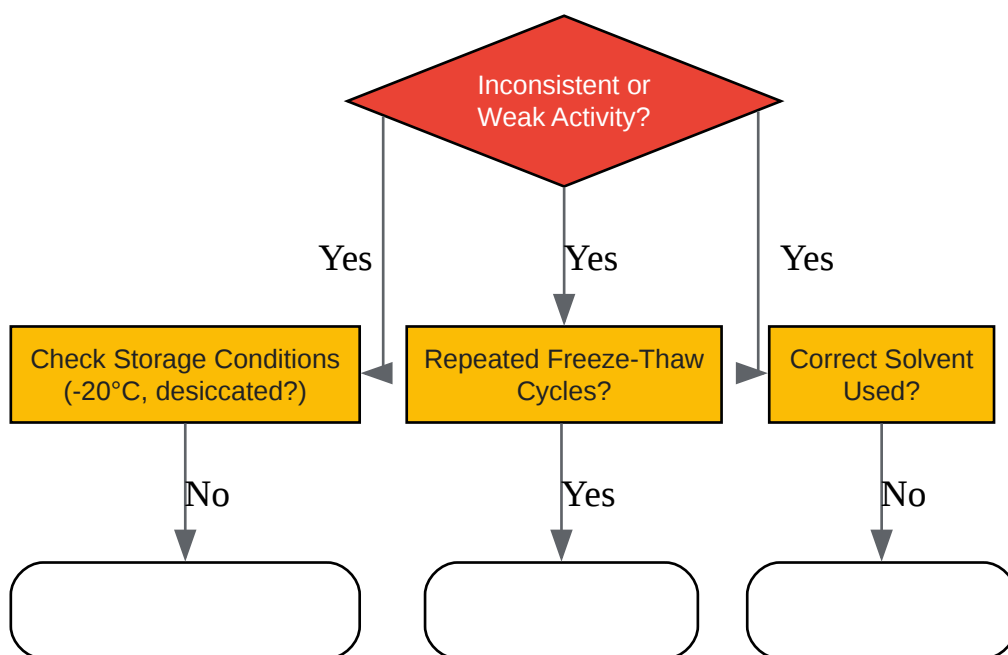 Inconsistent or
Weak Activity?
Yes
Yes
Yes
Check Storage Conditions
(-20°C, desiccated?)
Repeated Freeze-Thaw
Cycles?
Correct Solvent
Used?
No
Yes
No